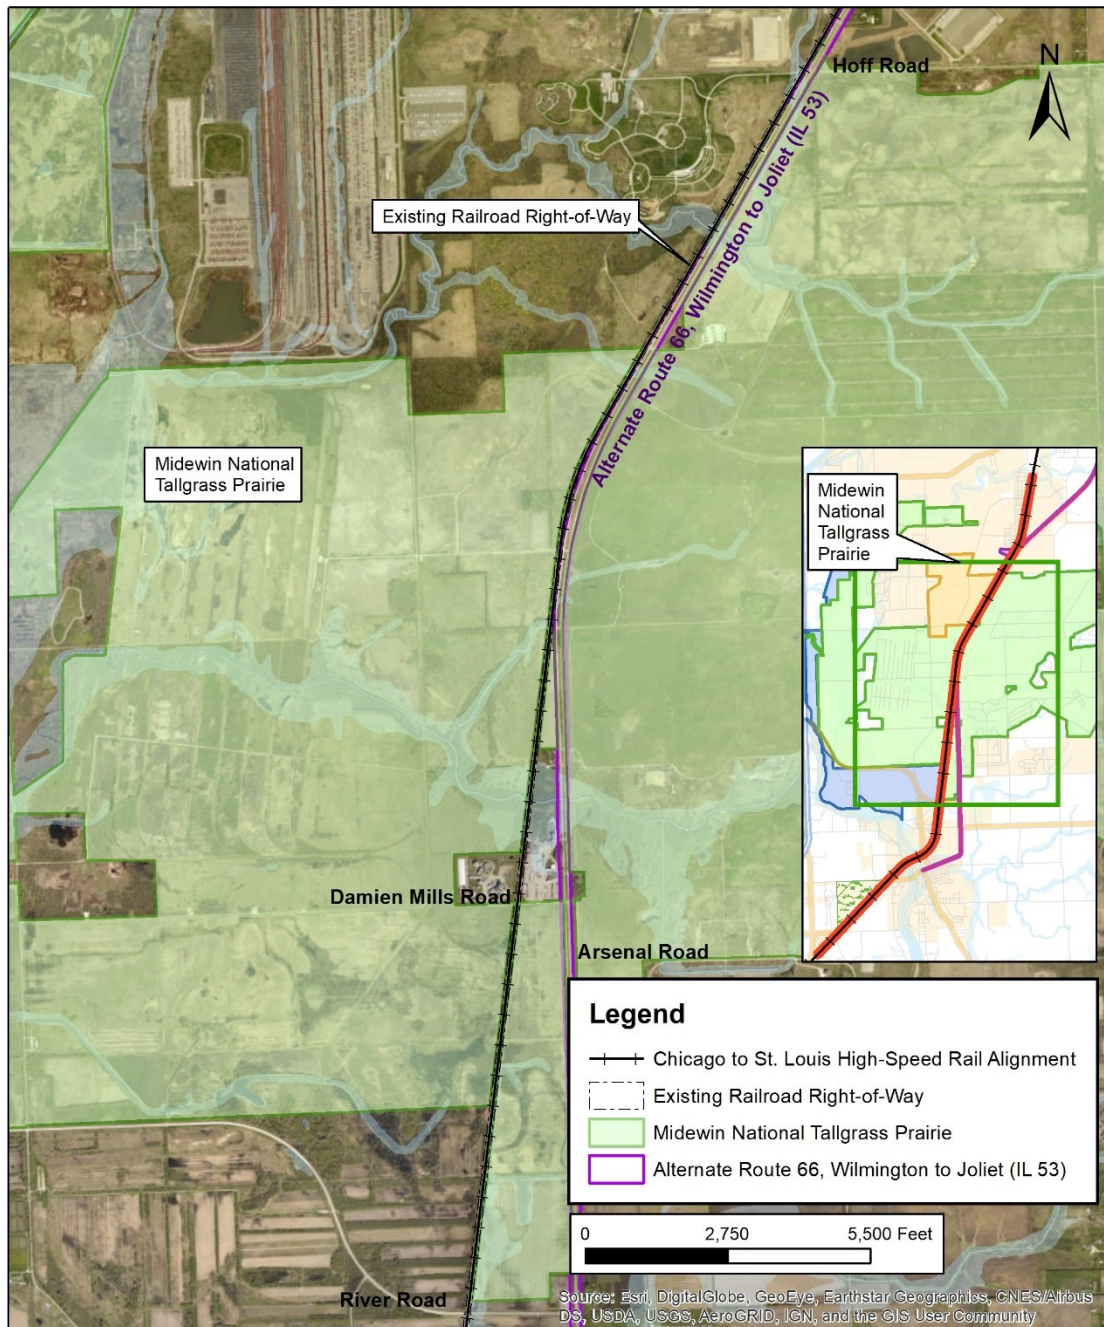 Hoff Road
N
Existing Railroad Right-of-Way
Alternate Route 66, Wilmington to Joliet (IL 53)
Midewin National
Tallgrass Prairie
Midewin
National
Tallgrass
Prairie
Damien Mills Road
Arsenal Road
Legend
Chicago to St. Louis High-Speed Rail Alignment
Existing Railroad Right-of-Way
Midewin National Tallgrass Prairie
Alternate Route 66, Wilmington to Joliet (IL 53)
0 2,750 5,500 Feet
River Road
Source: Esri, DigitalGlobe, GeoEye, Earthstar Geographics, CNES/Airbus
DS, USDA, USGS, AeroGRID, IGN, and the GIS User Community